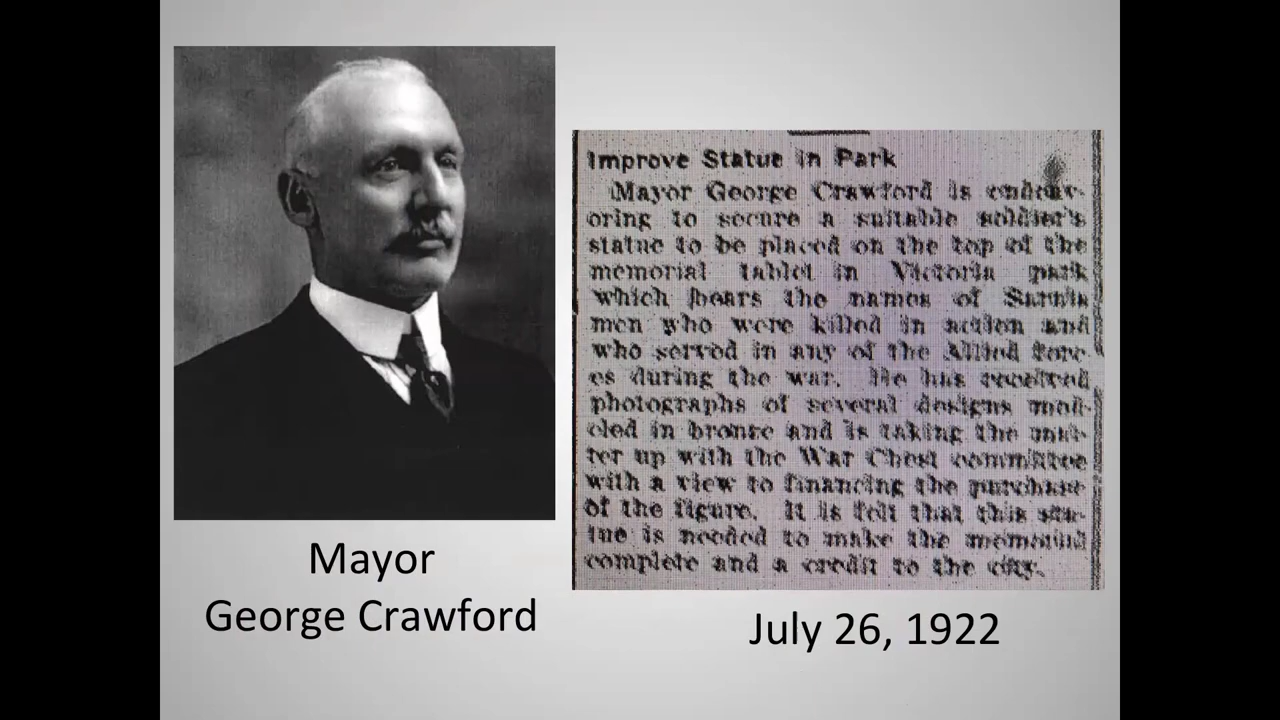 Improve Statue in Park
Mayor George Crawford is endeav-
oring to secure a suitable soldier's
statue to be placed on the top of the
memorial tablet in Victoria park
which bears the names of Sarnia
men who were killed in action and
who served in any of the Allied forc-
es during the war. He has received
photographs of several designs mod-
eled in bronze and is taking the mat-
ter up with the War Chest committee
with a view to financing the purchase
of the figure. It is felt that this sta-
tue is needed to make the memorial
complete and a credit to the city.
Mayor
George Crawford
July 26, 1922